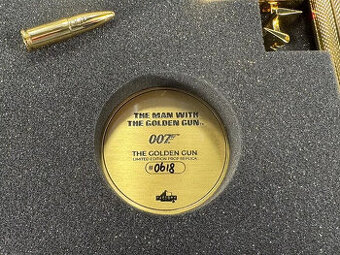 THE MAN WITH
THE GOLDEN GUN
007
THE GOLDEN GUN
LIMITED EDITION PROP REPLICA
#0618